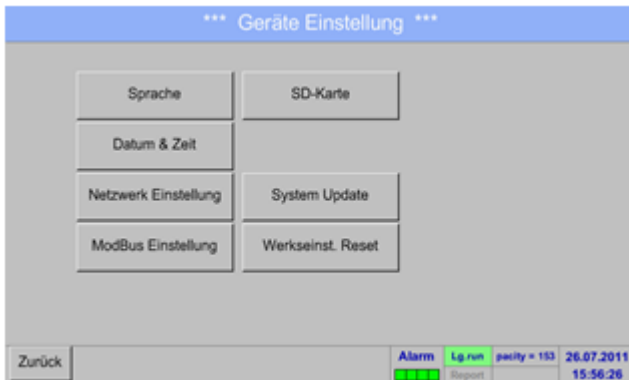 *** Geräte Einstellung ***
Sprache
SD-Karte
Datum & Zeit
Netzwerk Einstellung
System Update
ModBus Einstellung
Werkseinst. Reset
Zurück
Alarm
Lg.run
pacity = 153
26.07.2011
Report
15:56:26